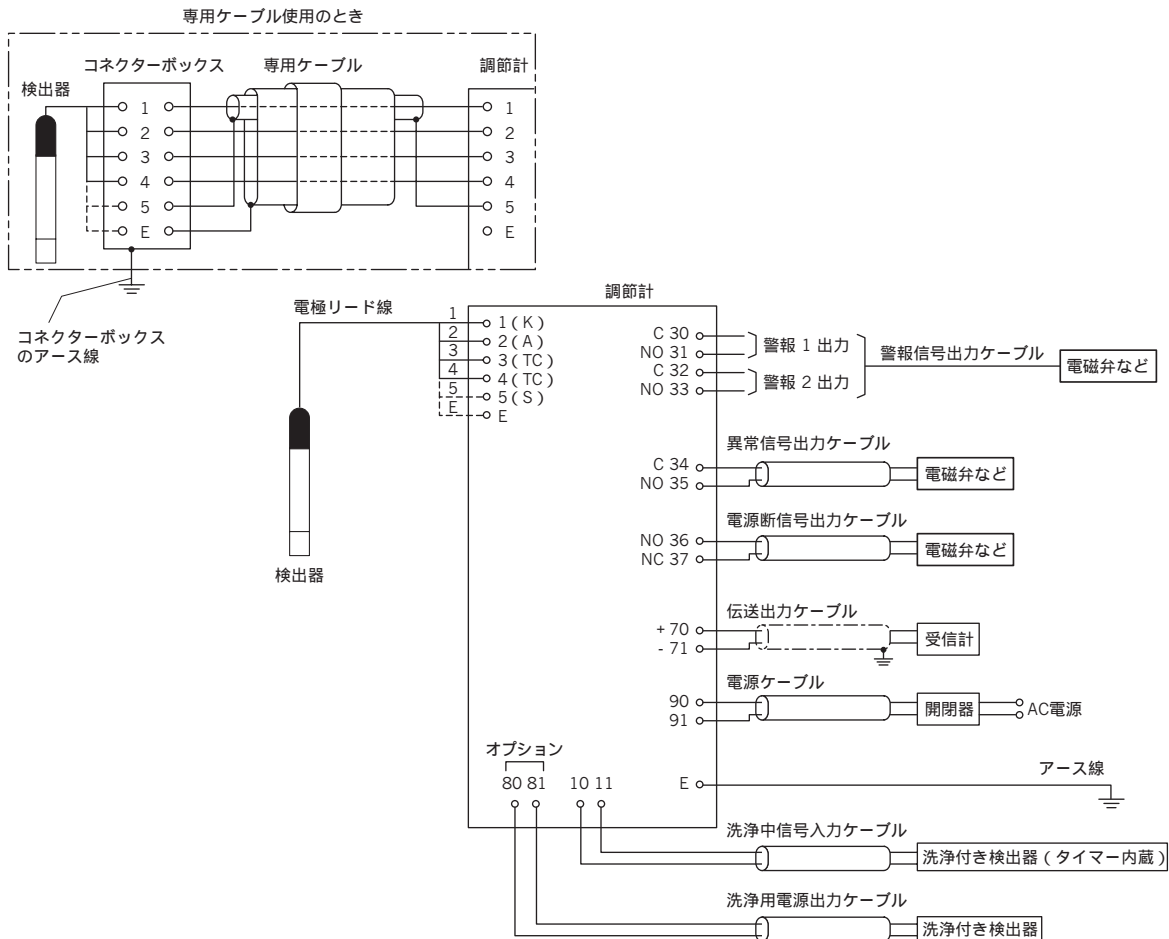 専用ケーブル使用のとき
コネクターボックス
専用ケーブル
調節計
検出器
1
2
3
4
5
E
1
2
3
4
5
E
コネクターボックス
のアース線
電極リード線
調節計
1
2
3
4
5
E
1(K)
2(A)
3(TC)
4(TC)
5(S)
E
検出器
C 30
NO 31
C 32
NO 33
警報 1 出力
警報 2 出力
警報信号出力ケーブル
電磁弁など
異常信号出力ケーブル
C 34
NO 35
電磁弁など
電源断信号出力ケーブル
NO 36
NC 37
電磁弁など
伝送出力ケーブル
+ 70
- 71
受信計
電源ケーブル
90
91
開閉器
AC電源
オプション
80 81
10 11
E
アース線
洗浄中信号入力ケーブル
洗浄付き検出器(タイマー内蔵)
洗浄用電源出力ケーブル
洗浄付き検出器